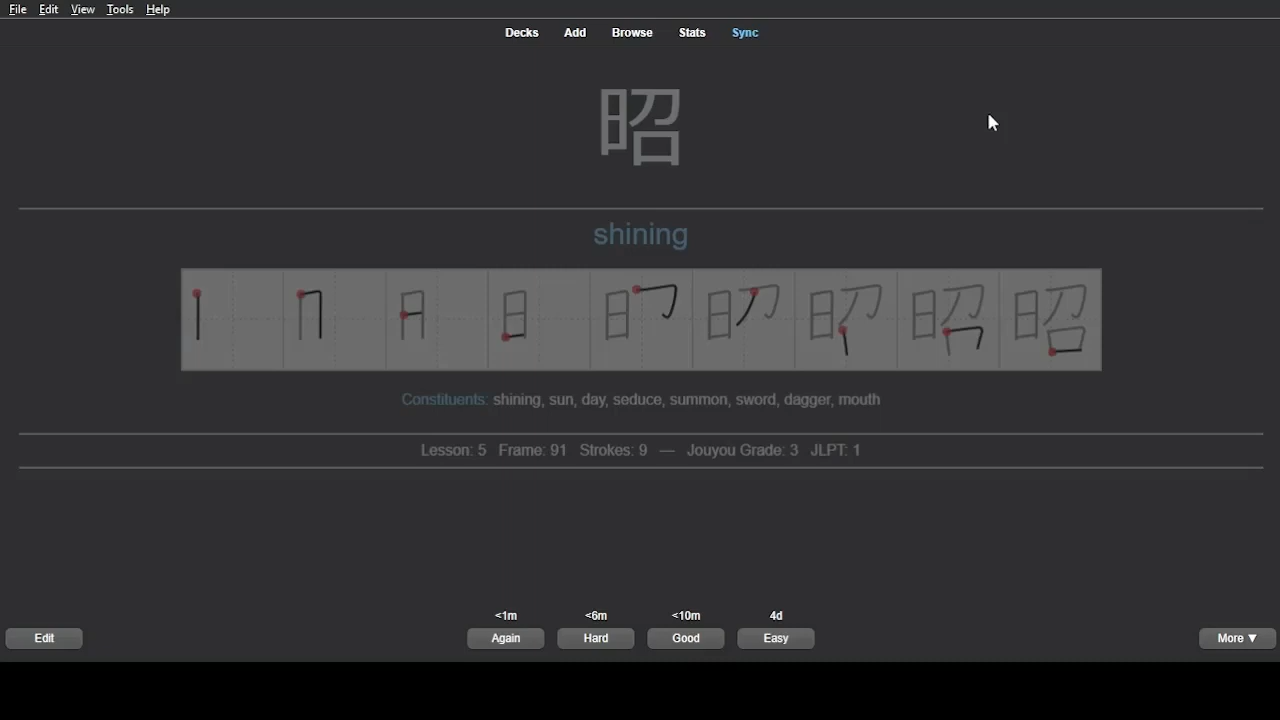 File Edit View Tools Help
Decks Add Browse Stats Sync
昭
shining
Constituents: shining, sun, day, seduce, summon, sword, dagger, mouth
Lesson: 5 Frame: 91 Strokes: 9 — Jouyou Grade: 3 JLPT: 1
<1m <6m <10m 4d
Edit Again Hard Good Easy More ▼